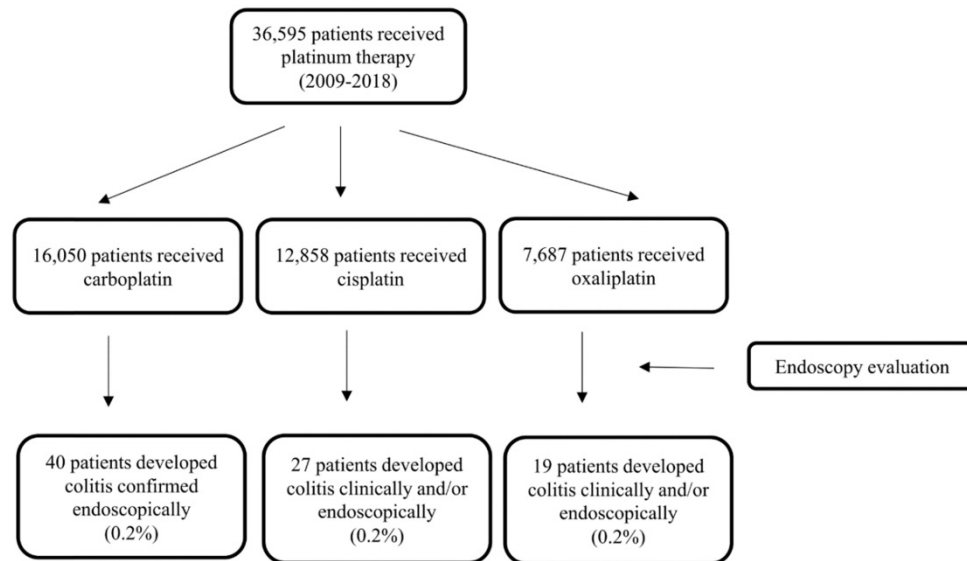 36,595 patients received
platinum therapy
(2009-2018)
16,050 patients received
carboplatin
12,858 patients received
cisplatin
7,687 patients received
oxaliplatin
Endoscopy evaluation
40 patients developed
colitis confirmed
endoscopically
(0.2%)
27 patients developed
colitis clinically and/or
endoscopically
(0.2%)
19 patients developed
colitis clinically and/or
endoscopically
(0.2%)